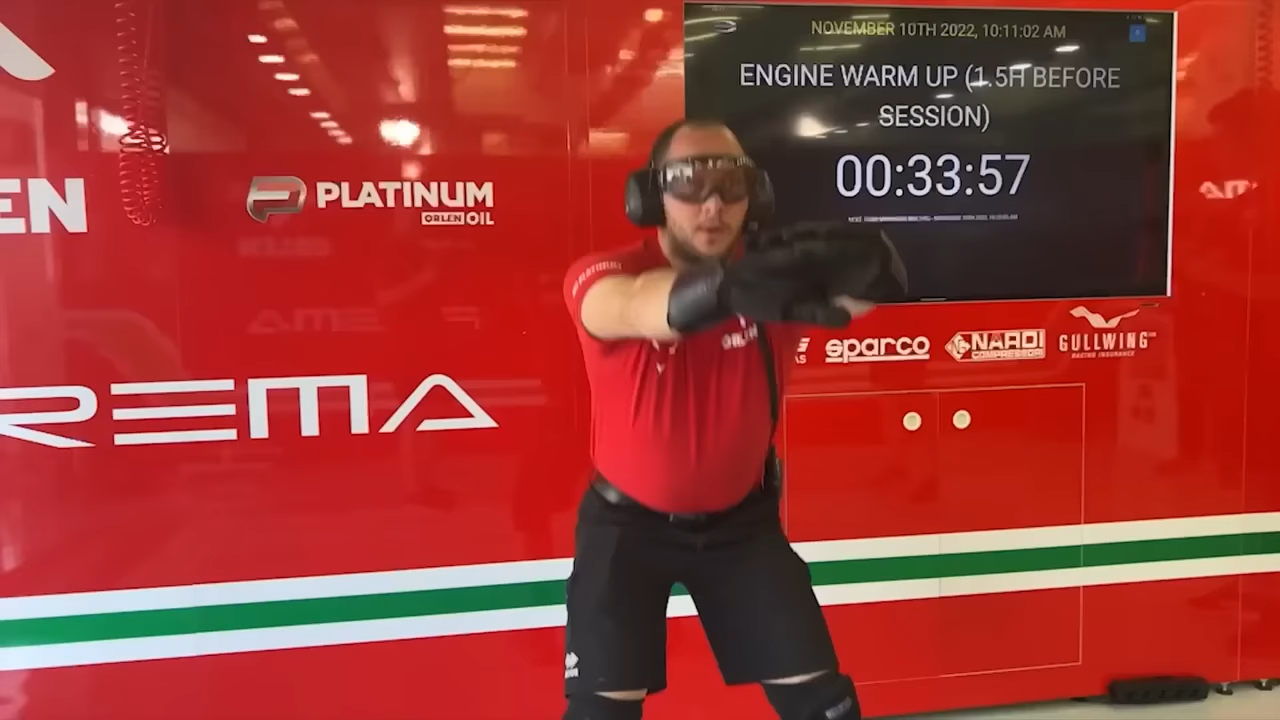 NOVEMBER 10TH 2022, 10:11:02 AM
ENGINE WARM UP (1.5H BEFORE
SESSION)
00:33:57
EN
PLATINUM
ORLEN OIL
REMA
sparco
NARDI
COMPRESSORI
GULLWING
RACING INSURANCE
ORLEN